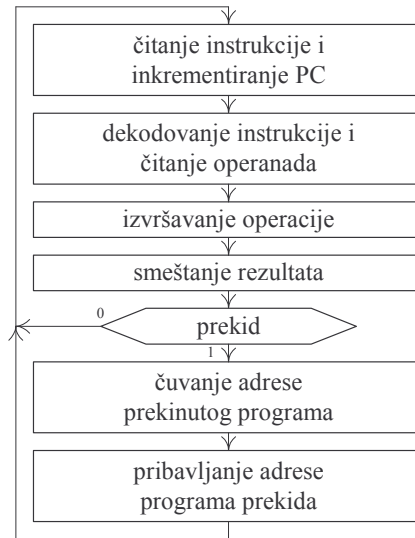 čitanje instrukcije i
inkrementiranje PC
dekodovanje instrukcije i
čitanje operanada
izvršavanje operacije
smeštanje rezultata
0
prekid
1
čuvanje adrese
prekinutog programa
pribavljanje adrese
programa prekida